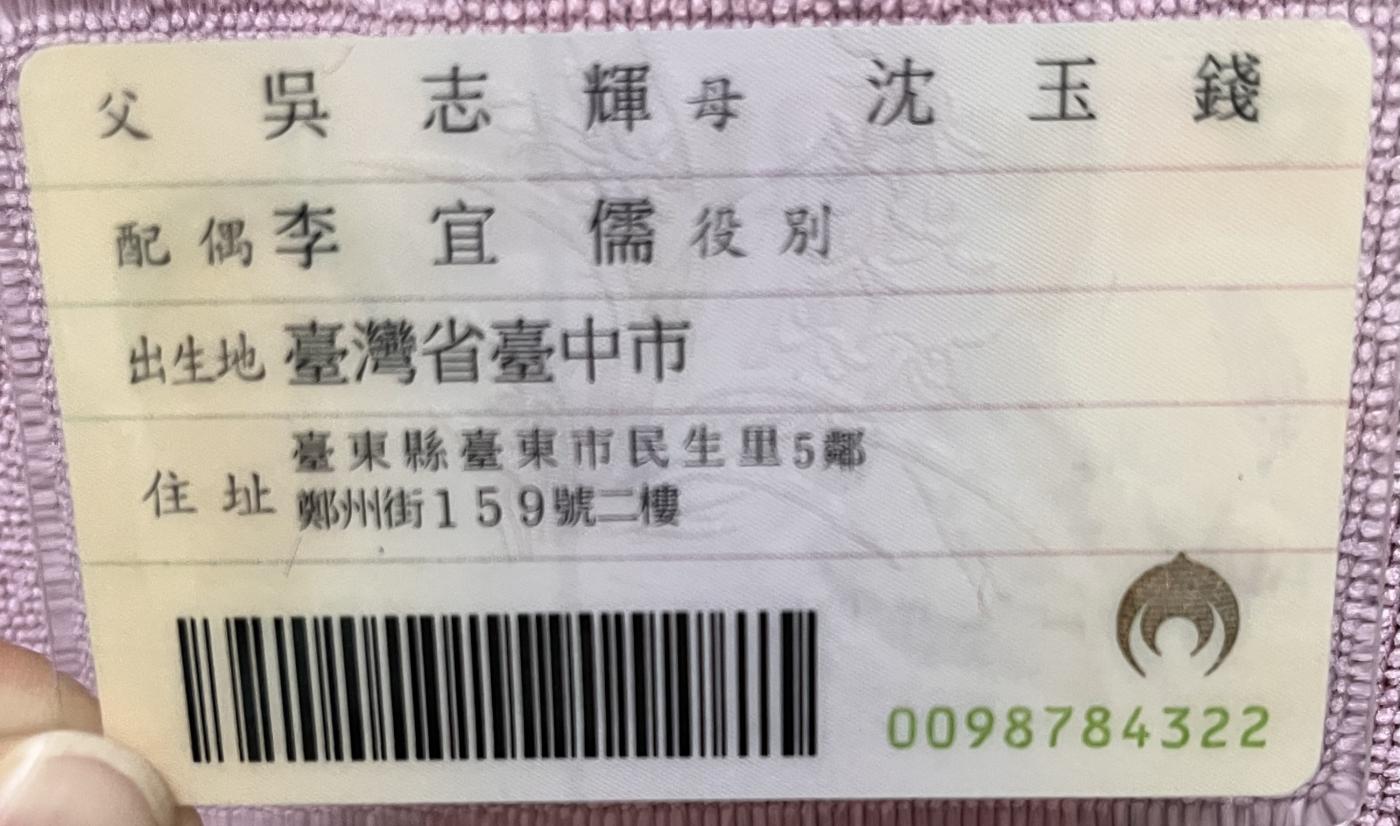 父 吳志輝 母 沈玉錢
配偶 李宜儒 役別
出生地 臺灣省臺中市
住址 臺東縣臺東市民生里5鄰
鄭州街159號二樓
0098784322